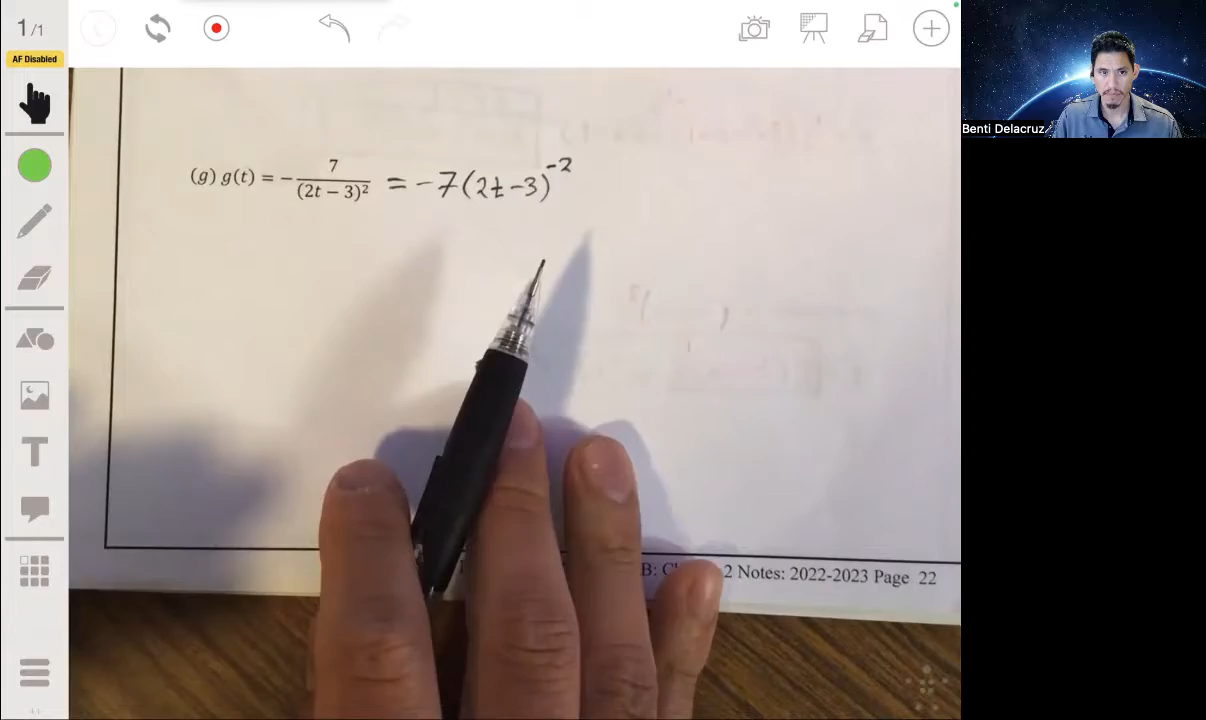 1/1
AF Disabled
T
Benti Delacruz
(g) g(t) = - 7/(2t - 3)² = -7(2t-3)⁻²
B: 2 Notes: 2022-2023 Page 22